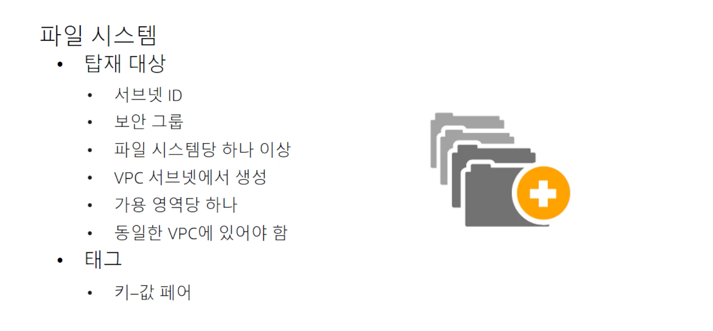 파일 시스템
• 탑재 대상
• 서브넷 ID
• 보안 그룹
• 파일 시스템당 하나 이상
• VPC 서브넷에서 생성
• 가용 영역당 하나
• 동일한 VPC에 있어야 함
• 태그
• 키–값 페어